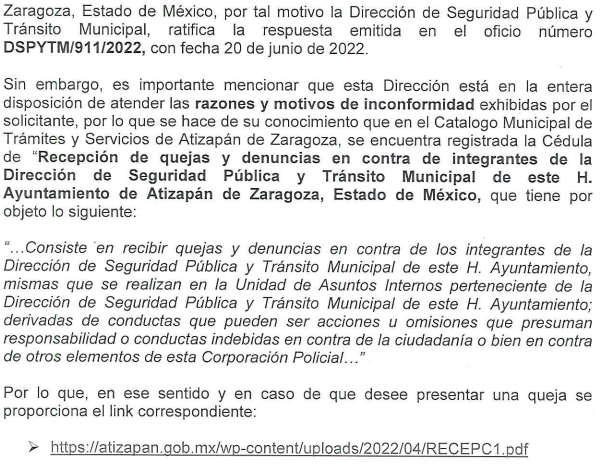 Zaragoza, Estado de México, por tal motivo la Dirección de Seguridad Pública y
Tránsito Municipal, ratifica la respuesta emitida en el oficio número
DSPYTM/911/2022, con fecha 20 de junio de 2022.
Sin embargo, es importante mencionar que esta Dirección está en la entera
disposición de atender las razones y motivos de inconformidad exhibidas por el
solicitante, por lo que se hace de su conocimiento que en el Catalogo Municipal de
Trámites y Servicios de Atizapán de Zaragoza, se encuentra registrada la Cédula
de “Recepción de quejas y denuncias en contra de integrantes de la
Dirección de Seguridad Pública y Tránsito Municipal de este H.
Ayuntamiento de Atizapán de Zaragoza, Estado de México, que tiene por
objeto lo siguiente:
“…Consiste en recibir quejas y denuncias en contra de los integrantes de la
Dirección de Seguridad Pública y Tránsito Municipal de este H. Ayuntamiento,
mismas que se realizan en la Unidad de Asuntos Internos perteneciente de la
Dirección de Seguridad Pública y Tránsito Municipal de este H. Ayuntamiento;
derivadas de conductas que pueden ser acciones u omisiones que presuman
responsabilidad o conductas indebidas en contra de la ciudadanía o bien en contra
de otros elementos de esta Corporación Policial…”
Por lo que, en ese sentido y en caso de que desee presentar una queja se
proporciona el link correspondiente:
➢ https://atizapan.gob.mx/wp-content/uploads/2022/04/RECEPC1.pdf